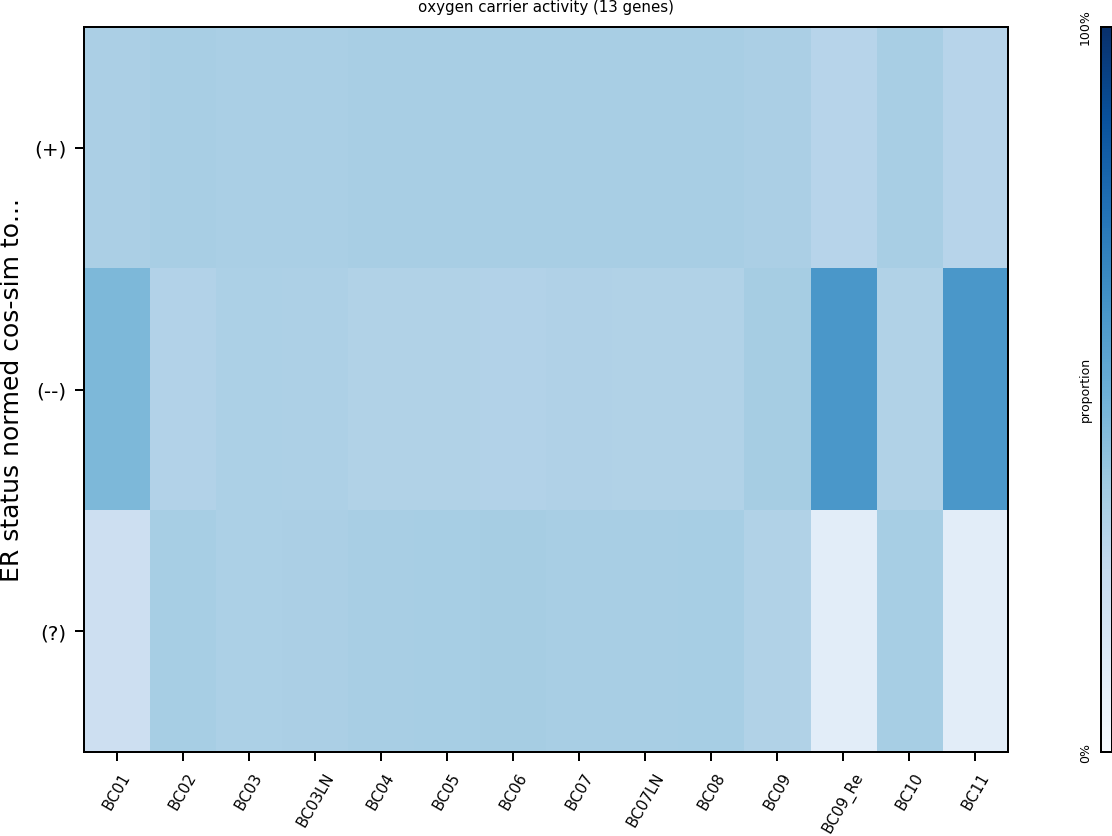 oxygen carrier activity (13 genes)
ER status normed cos-sim to...
(+)
(--)
(?)
BC01
BC02
BC03
BC03LN
BC04
BC05
BC06
BC07
BC07LN
BC08
BC09
BC09_Re
BC10
BC11
100%
proportion
0%